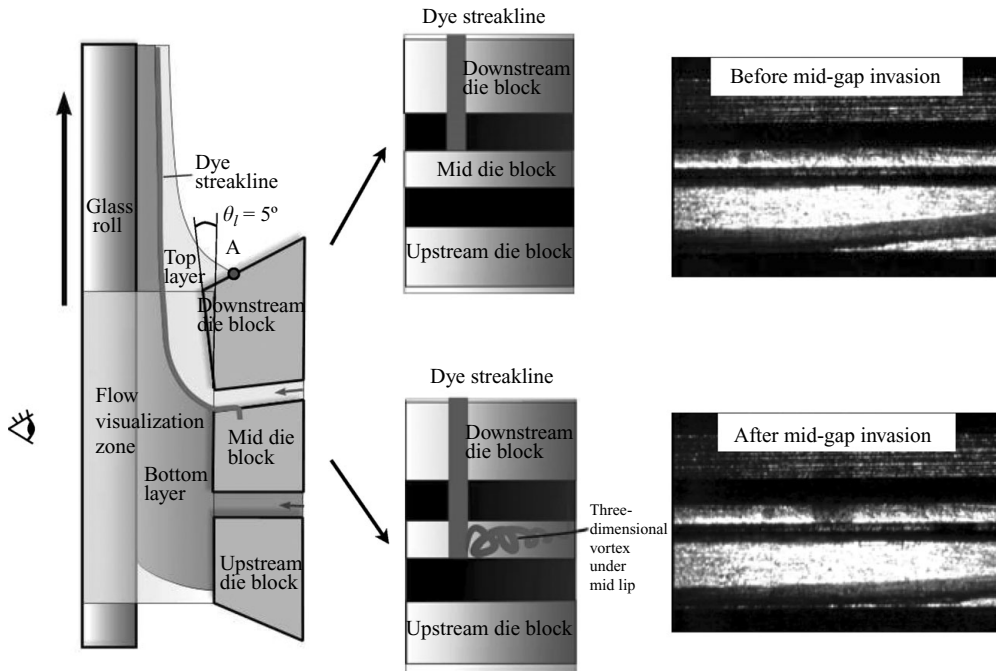 Dye
streakline
Glass
roll
θl = 5º
A
Top
layer
Downstream
die block
Flow
visualization
zone
Mid die
block
Bottom
layer
Upstream
die block
Dye streakline
Downstream
die block
Mid die block
Upstream die block
Before mid-gap invasion
Dye streakline
Downstream
die block
Three-
dimensional
vortex
under
mid lip
Upstream die block
After mid-gap invasion